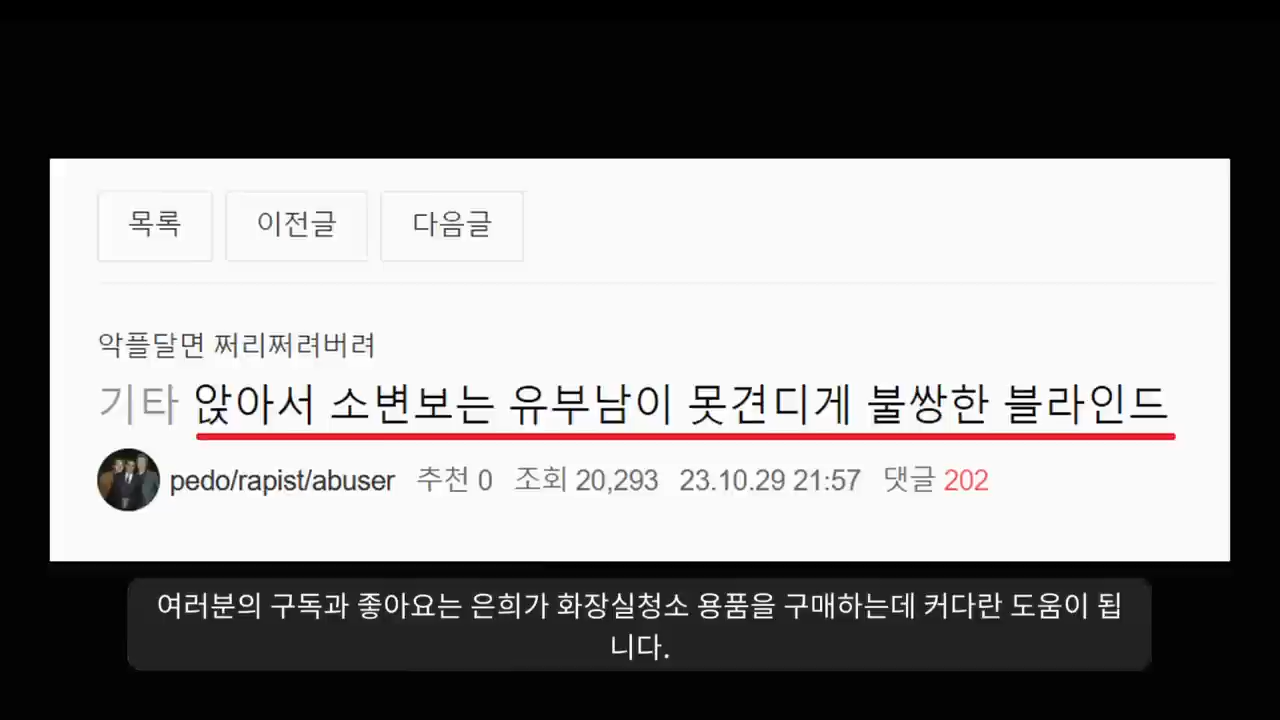 목록 이전글 다음글
악플달면 쩌리쩌려버려
기타 앉아서 소변보는 유부남이 못견디게 불쌍한 블라인드
pedo/rapist/abuser 추천 0 조회 20,293 23.10.29 21:57 댓글 202
여러분의 구독과 좋아요는 은희가 화장실청소 용품을 구매하는데 커다란 도움이 됩
니다.